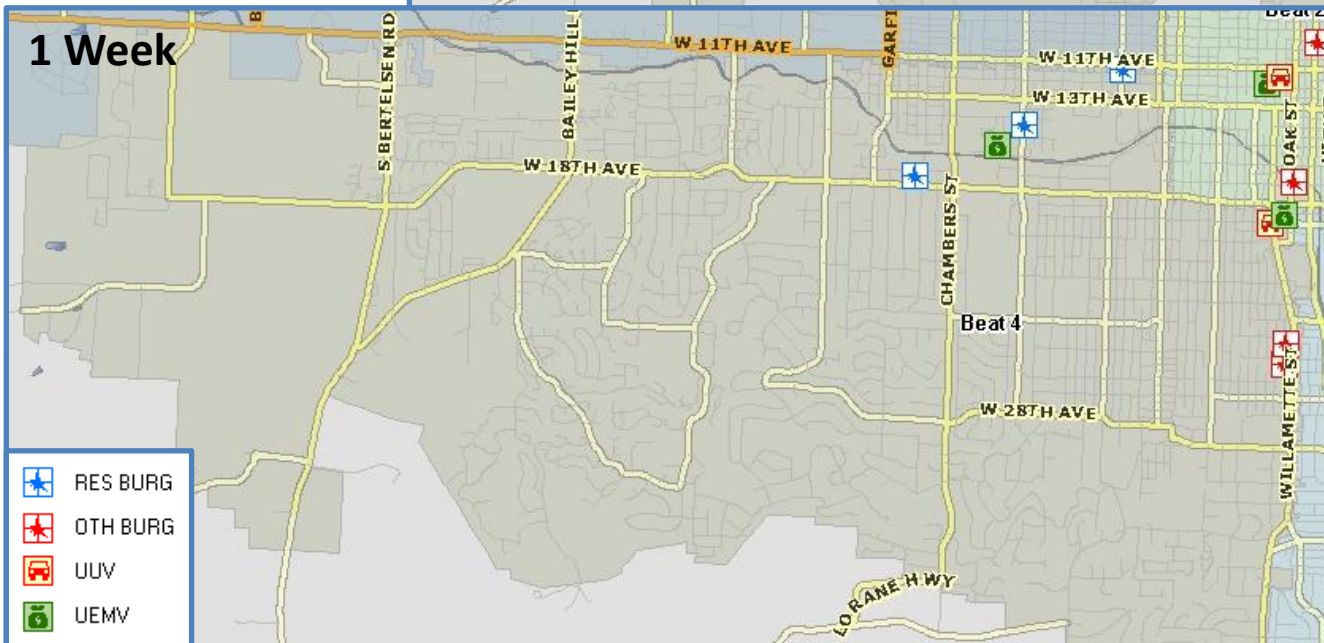 1 Week
B
S BERTELSEN RD
BAILEY HILL
W 11TH AVE
GARF
W 11TH AVE
W 13TH AVE
OAK ST
W 18TH AVE
CHAMBERS ST
Beat 4
W 28TH AVE
WILLAMETTE ST
LORANE HWY
RES BURG
OTH BURG
UUV
UEMV